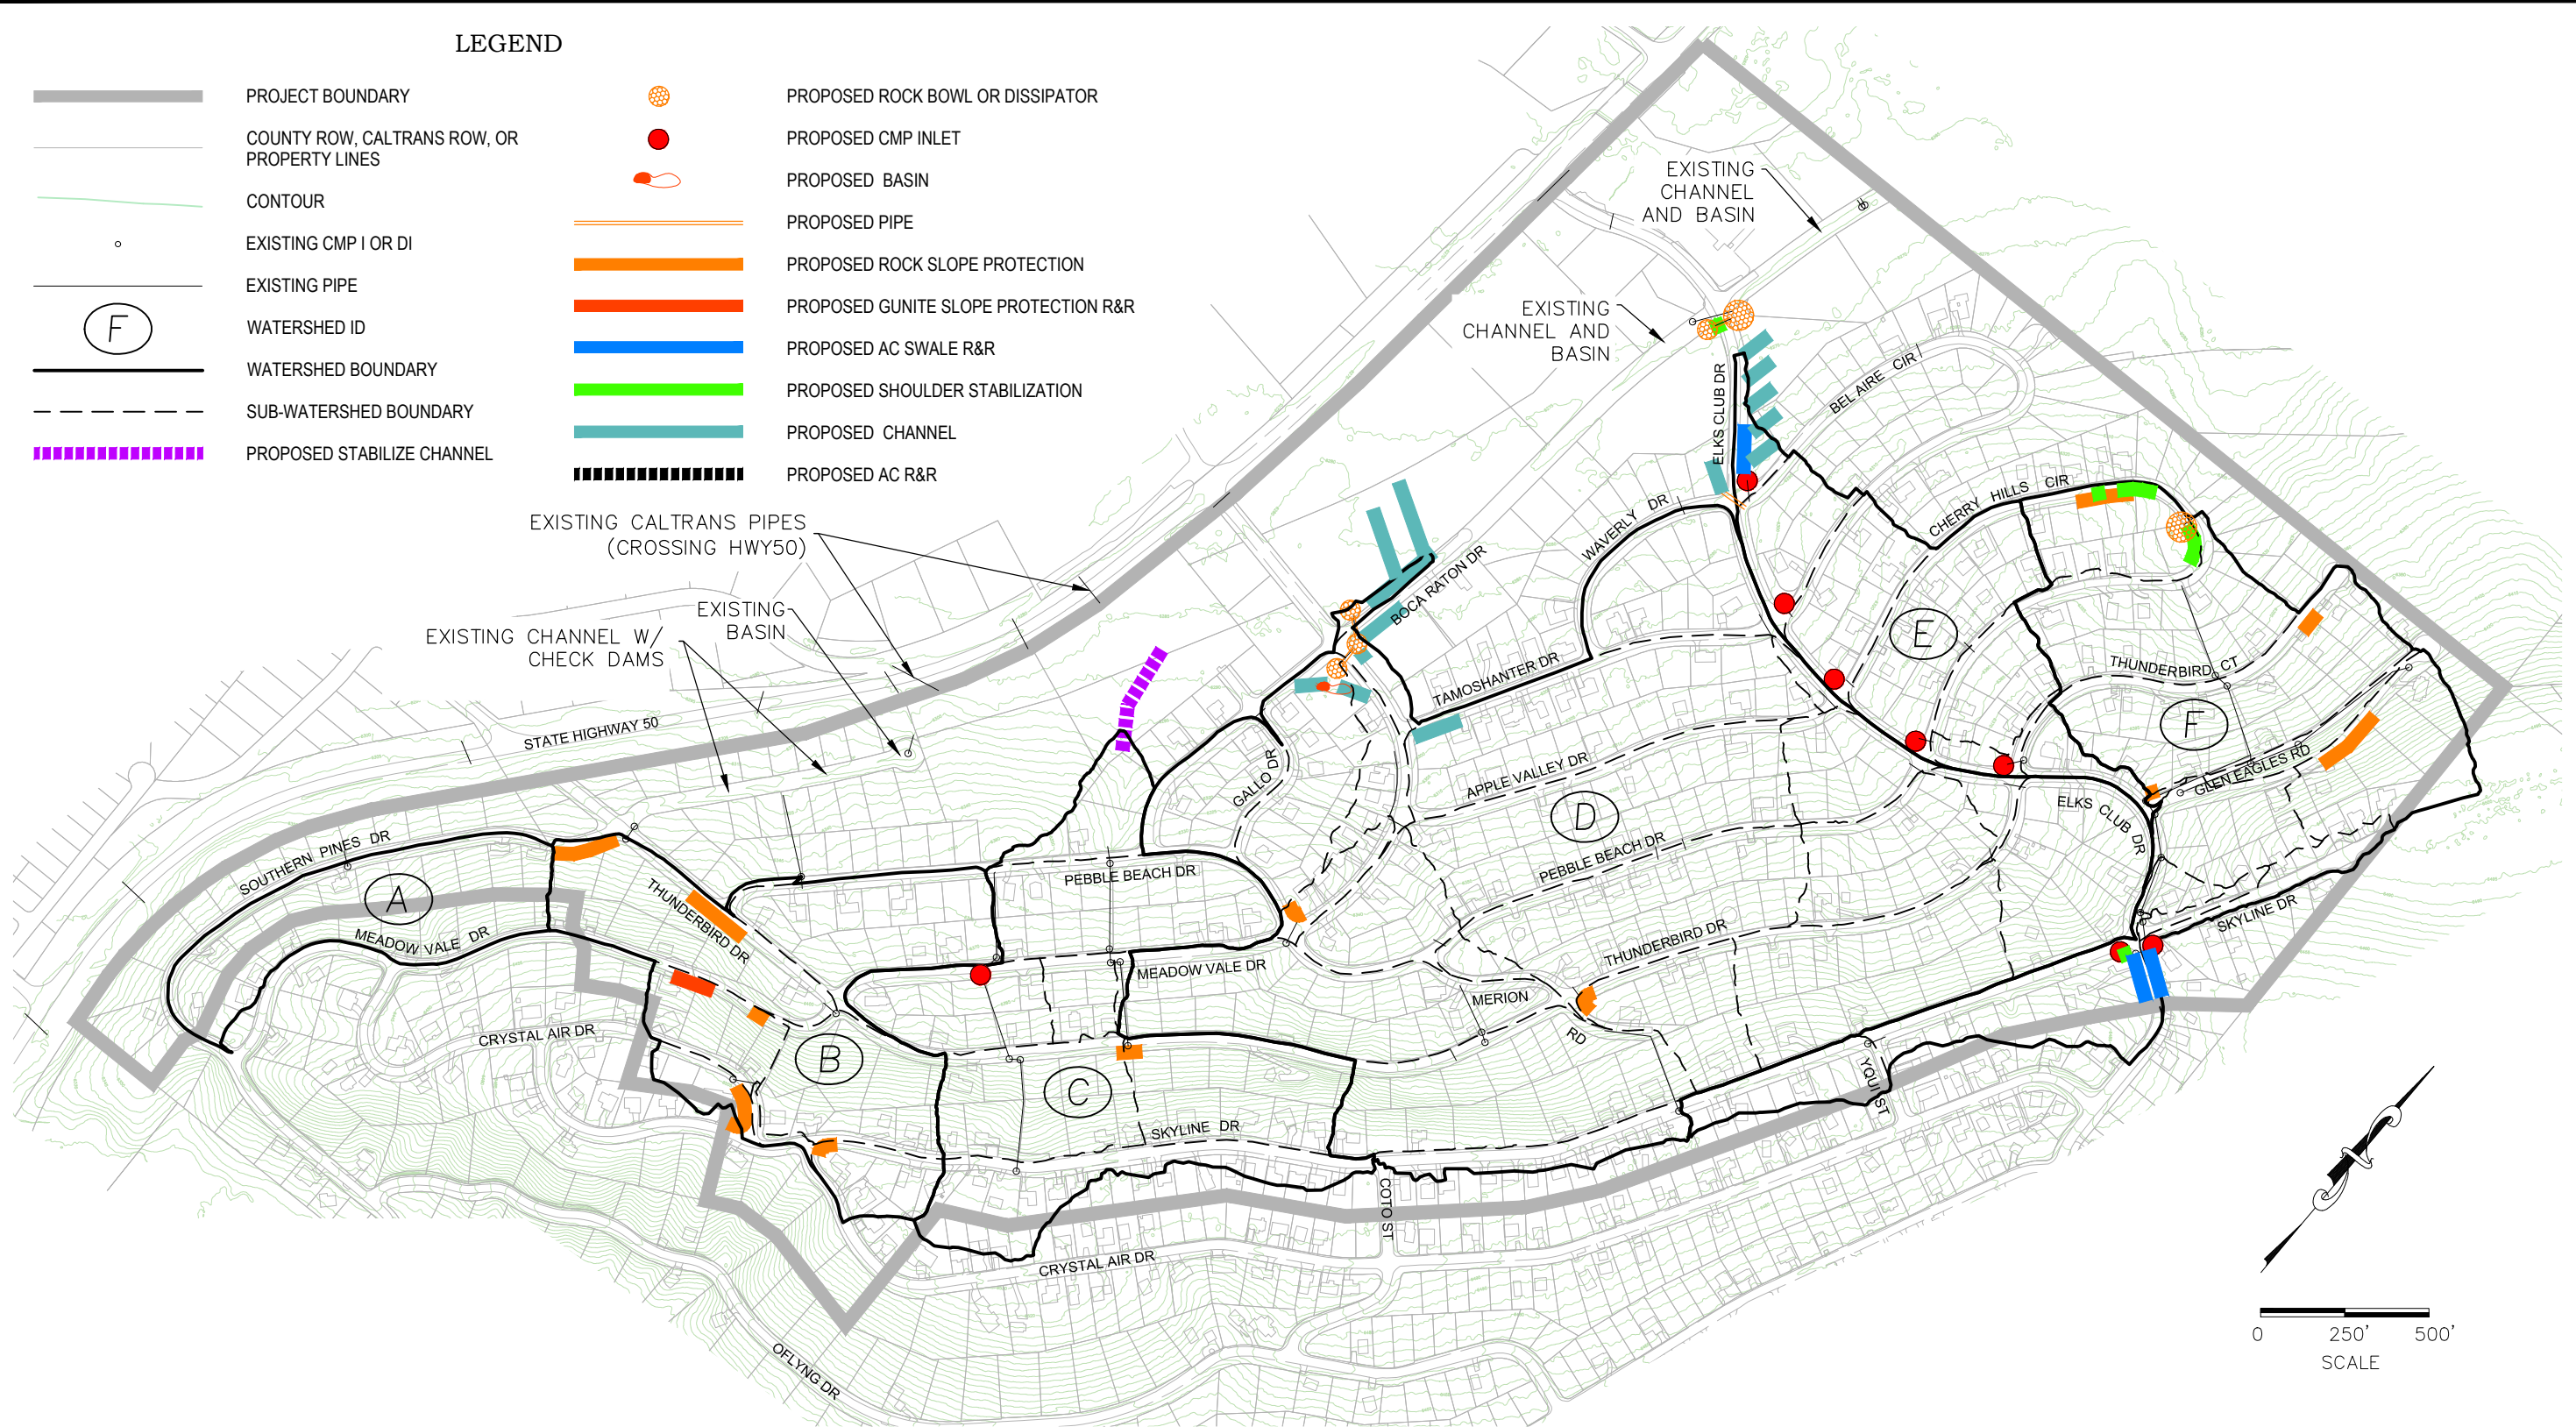 LEGEND
PROJECT BOUNDARY
COUNTY ROW, CALTRANS ROW, OR
PROPERTY LINES
CONTOUR
EXISTING CMP I OR DI
EXISTING PIPE
F
WATERSHED ID
WATERSHED BOUNDARY
SUB-WATERSHED BOUNDARY
PROPOSED STABILIZE CHANNEL
PROPOSED ROCK BOWL OR DISSIPATOR
PROPOSED CMP INLET
PROPOSED BASIN
PROPOSED PIPE
PROPOSED ROCK SLOPE PROTECTION
PROPOSED GUNITE SLOPE PROTECTION R&R
PROPOSED AC SWALE R&R
PROPOSED SHOULDER STABILIZATION
PROPOSED CHANNEL
PROPOSED AC R&R
EXISTING
CHANNEL
AND BASIN
EXISTING
CHANNEL AND
BASIN
EXISTING CALTRANS PIPES
(CROSSING HWY50)
EXISTING
BASIN
EXISTING CHANNEL W/
CHECK DAMS
STATE HIGHWAY 50
ELKS CLUB DR
BEL AIRE CIR
CHERRY HILLS CIR
WAVERLY DR
BOCA RATON DR
TAMOSHANTER DR
E
THUNDERBIRD CT
F
GLEN EAGLES RD
GALLO DR
APPLE VALLEY DR
D
ELKS CLUB DR
PEBBLE BEACH DR
SOUTHERN PINES DR
A
MEADOW VALE DR
THUNDERBIRD DR
PEBBLE BEACH DR
MEADOW VALE DR
THUNDERBIRD DR
MERION
RD
SKYLINE DR
CRYSTAL AIR DR
B
C
YQUI ST
SKYLINE DR
COTO ST
CRYSTAL AIR DR
OFLYNG DR
0 250' 500'
SCALE